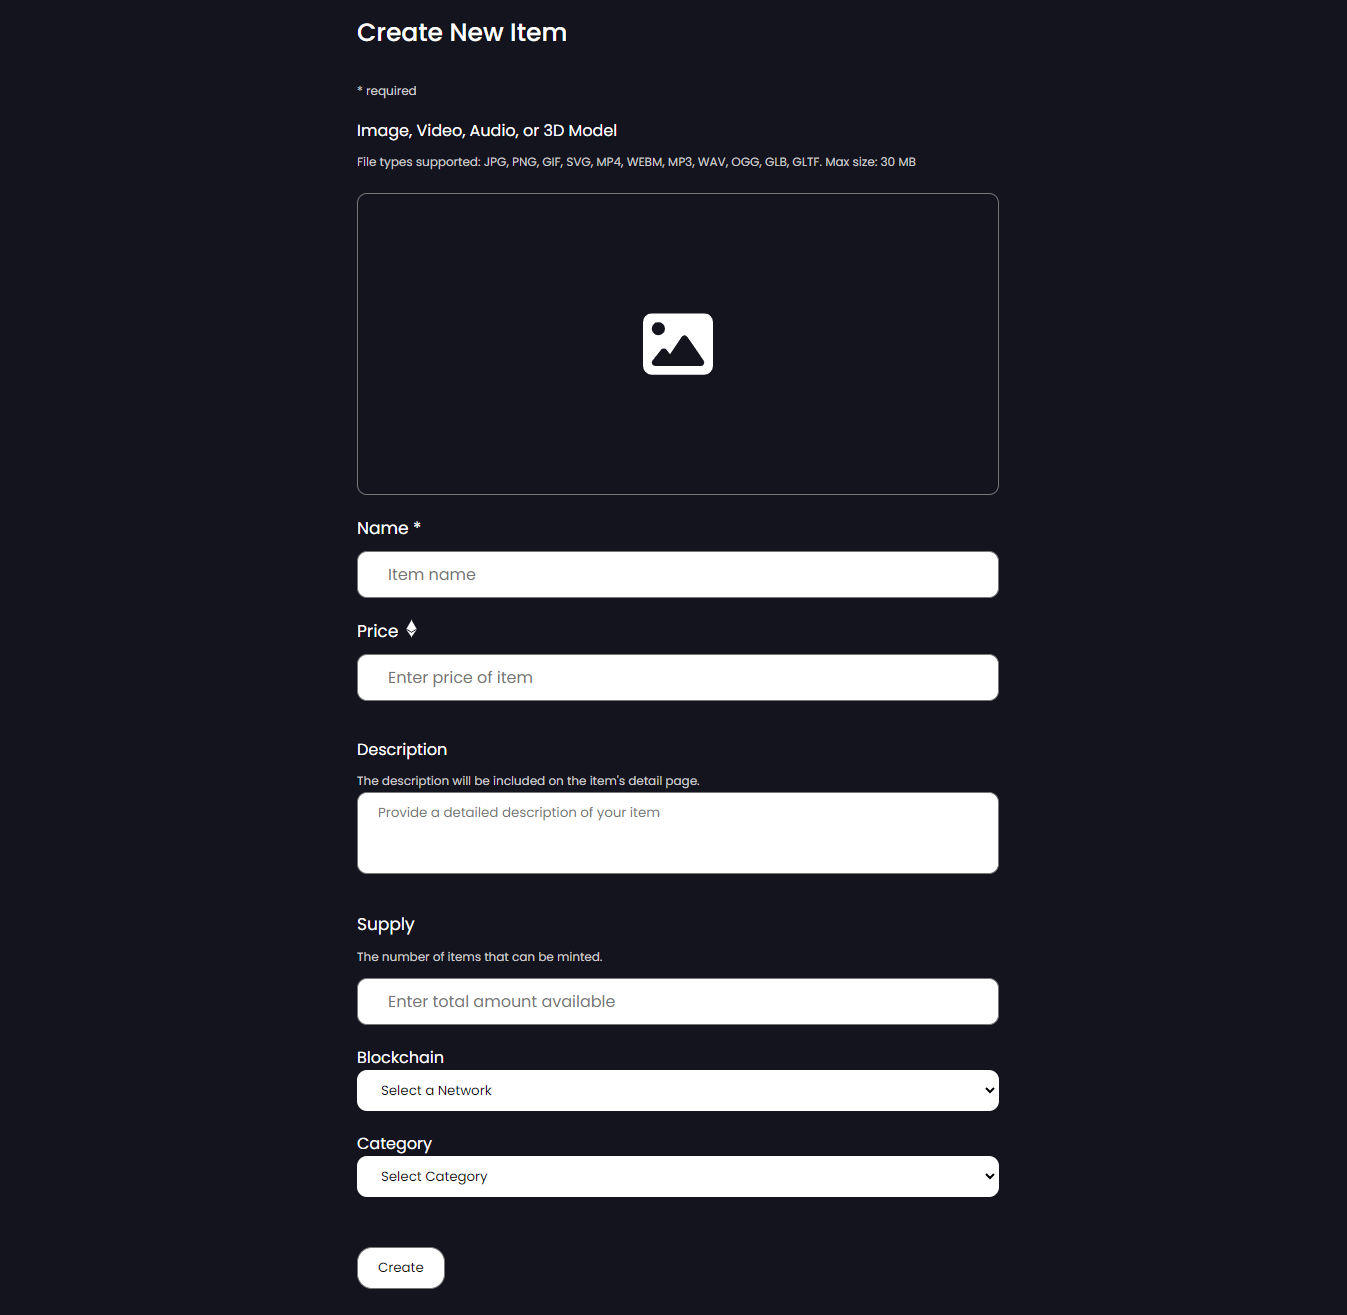 Create New Item
* required
Image, Video, Audio, or 3D Model
File types supported: JPG, PNG, GIF, SVG, MP4, WEBM, MP3, WAV, OGG, GLB, GLTF. Max size: 30 MB
Name *
Item name
Price
Enter price of item
Description
The description will be included on the item's detail page.
Provide a detailed description of your item
Supply
The number of items that can be minted.
Enter total amount available
Blockchain
Select a Network
Category
Select Category
Create